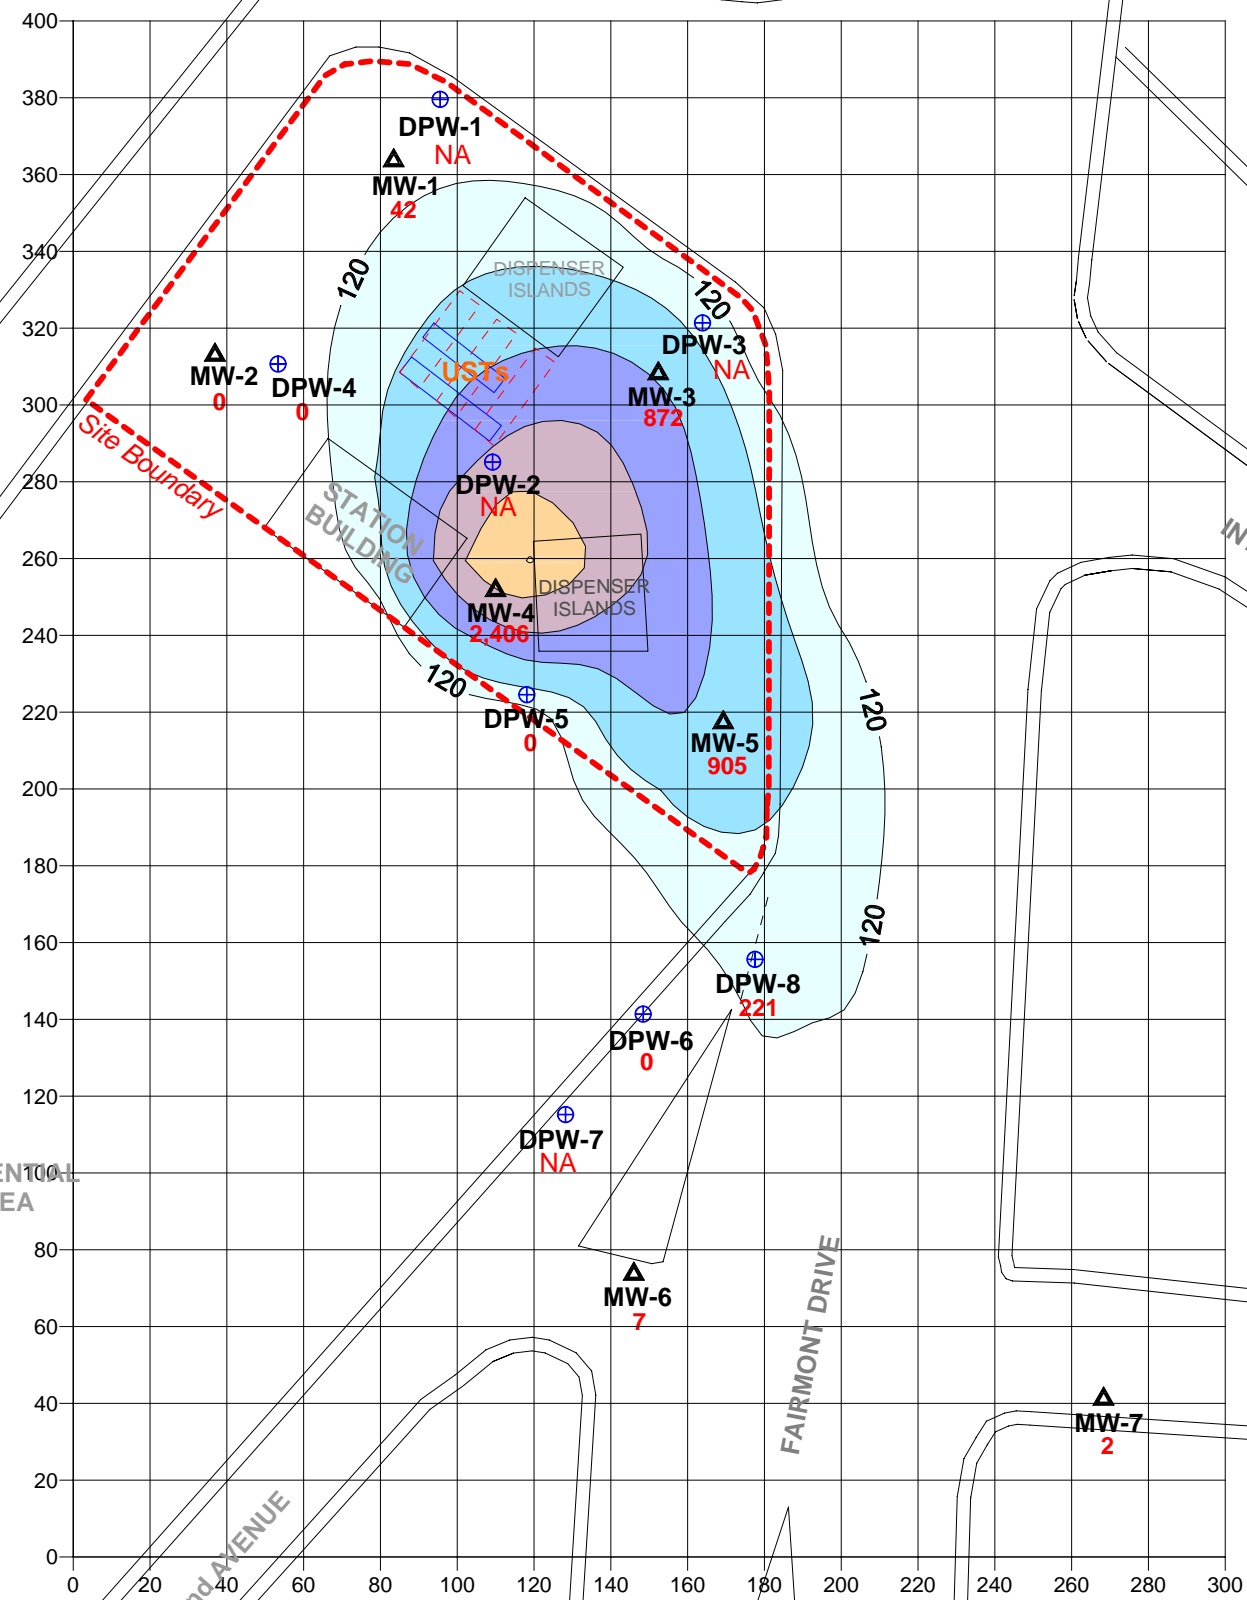 400
380
360
340
320
300
280
260
240
220
200
180
160
140
120
100
80
60
40
20
0
DPW-1
NA
MW-1
42
120
DISPENSER
ISLANDS
120
DPW-3
NA
MW-2
0
DPW-4
0
USTs
MW-3
872
Site Boundary
DPW-2
NA
STATION
BUILDING
DISPENSER
ISLANDS
MW-4
2,406
120
DPW-5
0
120
MW-5
905
120
DPW-8
221
DPW-6
0
DPW-7
NA
ENTIAL
EA
MW-6
7
FAIRMONT DRIVE
MW-7
2
nd AVENUE
0 20 40 60 80 100 120 140 160 180 200 220 240 260 280 300